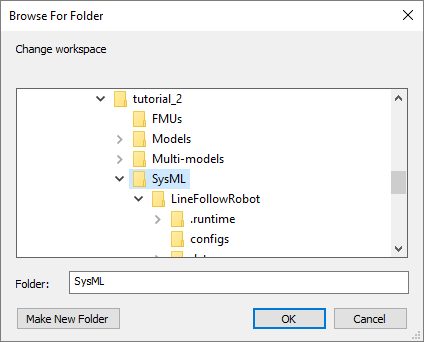 Browse For Folder
Change workspace
tutorial_2
FMUs
Models
Multi-models
SysML
LineFollowRobot
.runtime
configs
Folder: SysML
Make New Folder OK Cancel